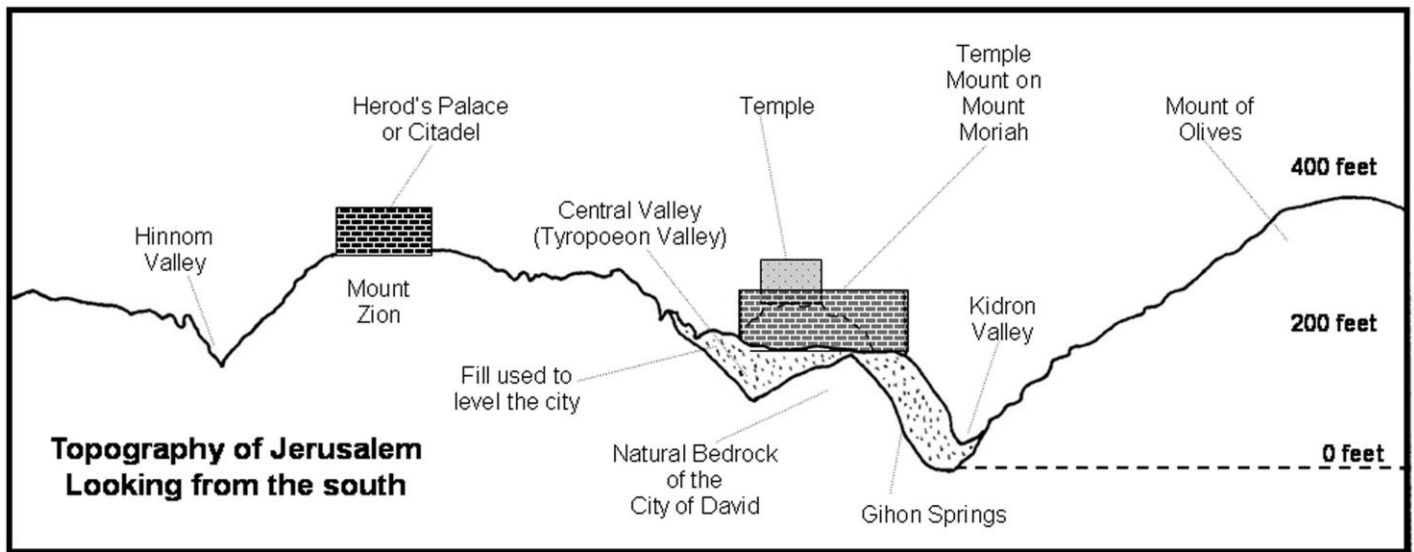 Herod's Palace
or Citadel
Temple
Temple
Mount on
Mount
Moriah
Mount of
Olives
400 feet
Hinnom
Valley
Central Valley
(Tyropoeon Valley)
Mount
Zion
Kidron
Valley
200 feet
Fill used to
level the city
Topography of Jerusalem
Looking from the south
Natural Bedrock
of the
City of David
Gihon Springs
0 feet